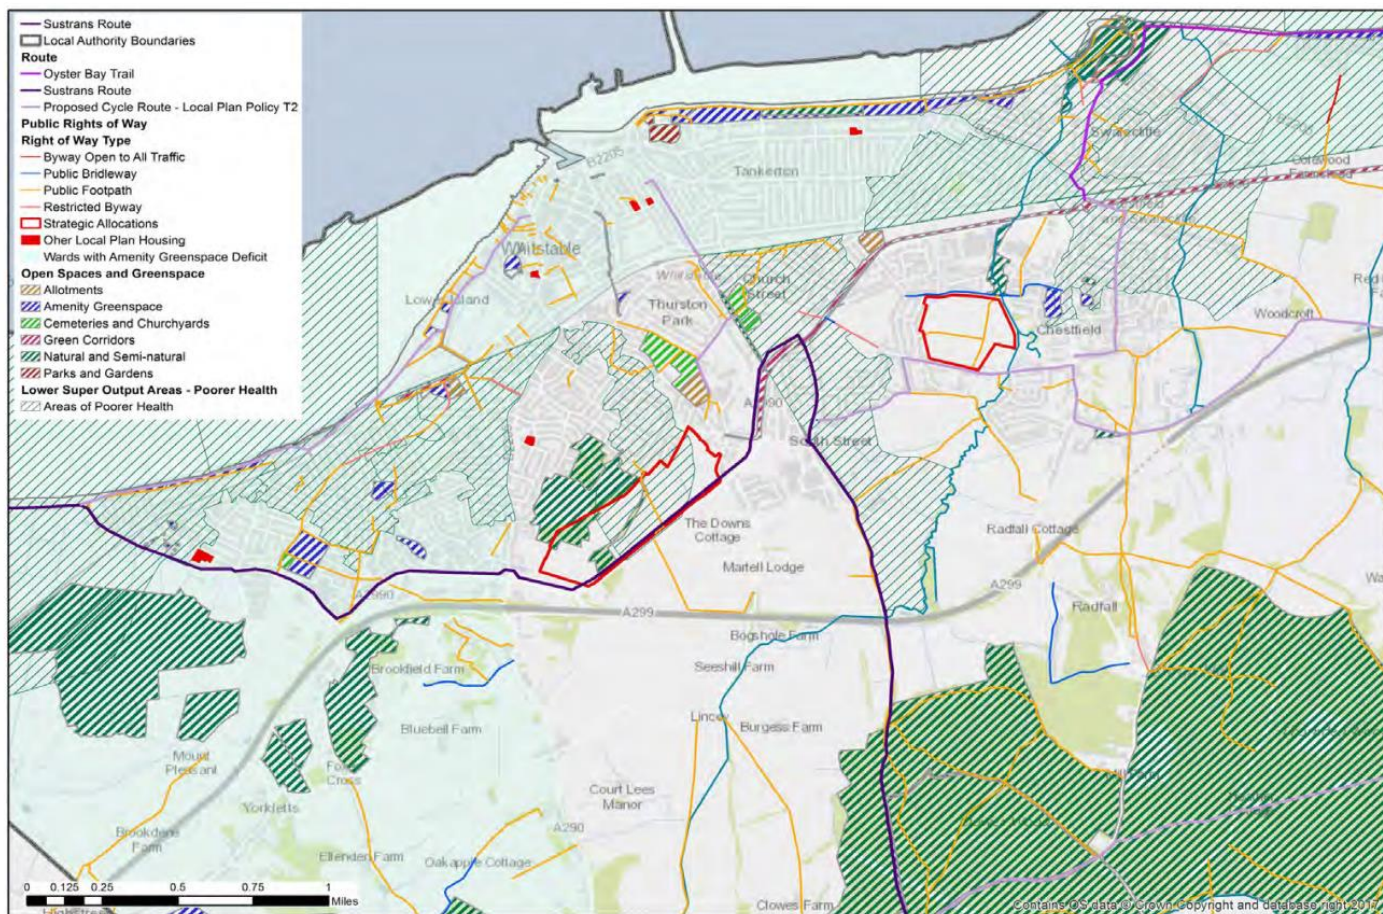 Sustrans Route
Local Authority Boundaries
Route
Oyster Bay Trail
Sustrans Route
Proposed Cycle Route - Local Plan Policy T2
Public Rights of Way
Right of Way Type
Byway Open to All Traffic
Public Bridleway
Public Footpath
Restricted Byway
Strategic Allocations
Oher Local Plan Housing
Wards with Amenity Greenspace Deficit
Open Spaces and Greenspace
Allotments
Amenity Greenspace
Cemeteries and Churchyards
Green Corridors
Natural and Semi-natural
Parks and Gardens
Lower Super Output Areas - Poorer Health
Areas of Poorer Health
B2205
B2205
Swalecliffe
Tankerton
Whitstable
Church
Street
Lower Island
Thurston
Park
Chestfield
Woodcroft
South Street
The Downs
Cottage
Radfall Cottage
Martell Lodge
A299
A299
Radfall
Bogshole Farm
Brookfield Farm
Seeshill Farm
Burgess Farm
Bluebell Farm
Mount
Pleasant
Cross
Court Lees
Manor
Yorkletts
A290
Brookdene
Farm
Ellenden Farm
Oakapple Cottage
Clowes Farm
0 0.125 0.25 0.5 0.75 1
Miles
Contains OS data © Crown Copyright and database right 2017